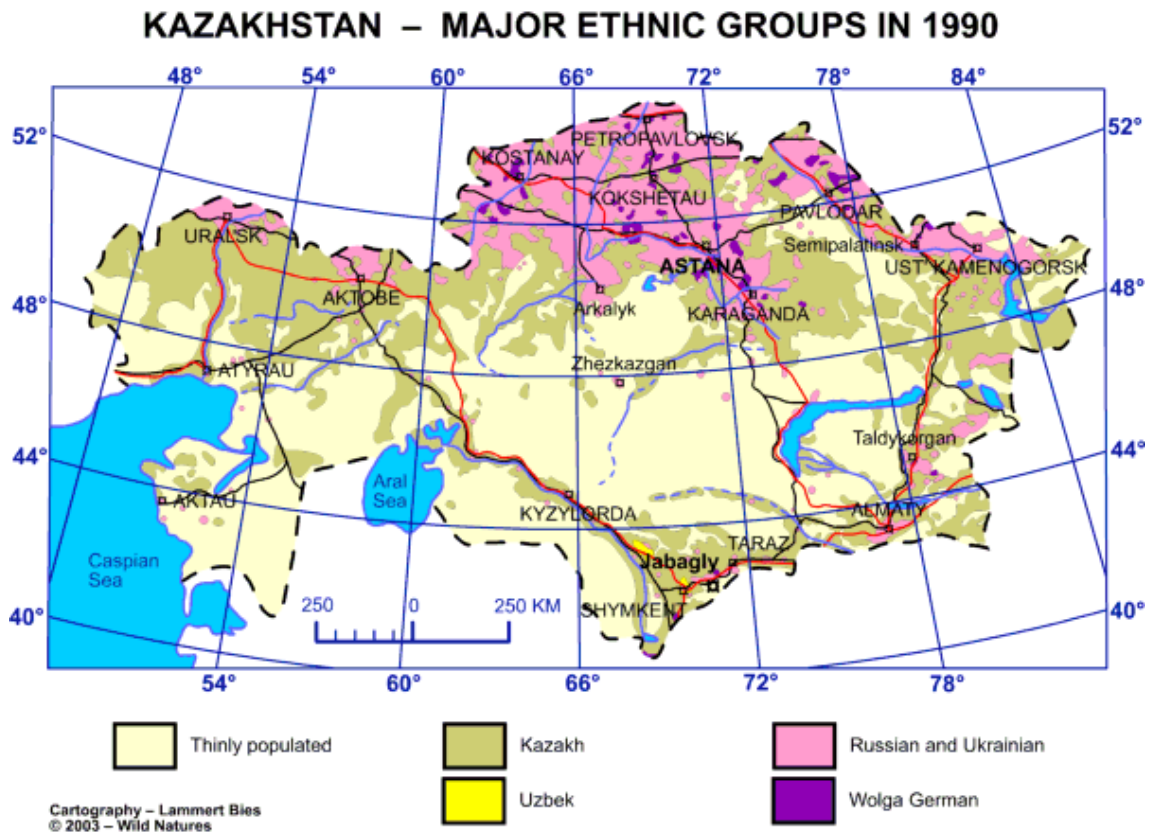 KAZAKHSTAN – MAJOR ETHNIC GROUPS IN 1990
48° 54° 60° 66° 72° 78° 84°
52° 52°
PETROPAVLOVSK
KOSTANAY
KOKSHETAU
PAVLODAR
URALSK
Semipalatinsk
ASTANA
UST' KAMENOGORSK
48° 48°
AKTOBE
Arkalyk
KARAGANDA
Zhezkazgan
ATYRAU
Taldykorgan
44° 44°
Aral
Sea
AKTAU
KYZYLORDA
ALMATY
TARAZ
Caspian
Sea
Jabagly
SHYMKENT
250 0 250 KM
40° 40°
54° 60° 66° 72° 78°
Thinly populated
Kazakh
Russian and Ukrainian
Uzbek
Wolga German
Cartography – Lammert Bies
© 2003 – Wild Natures